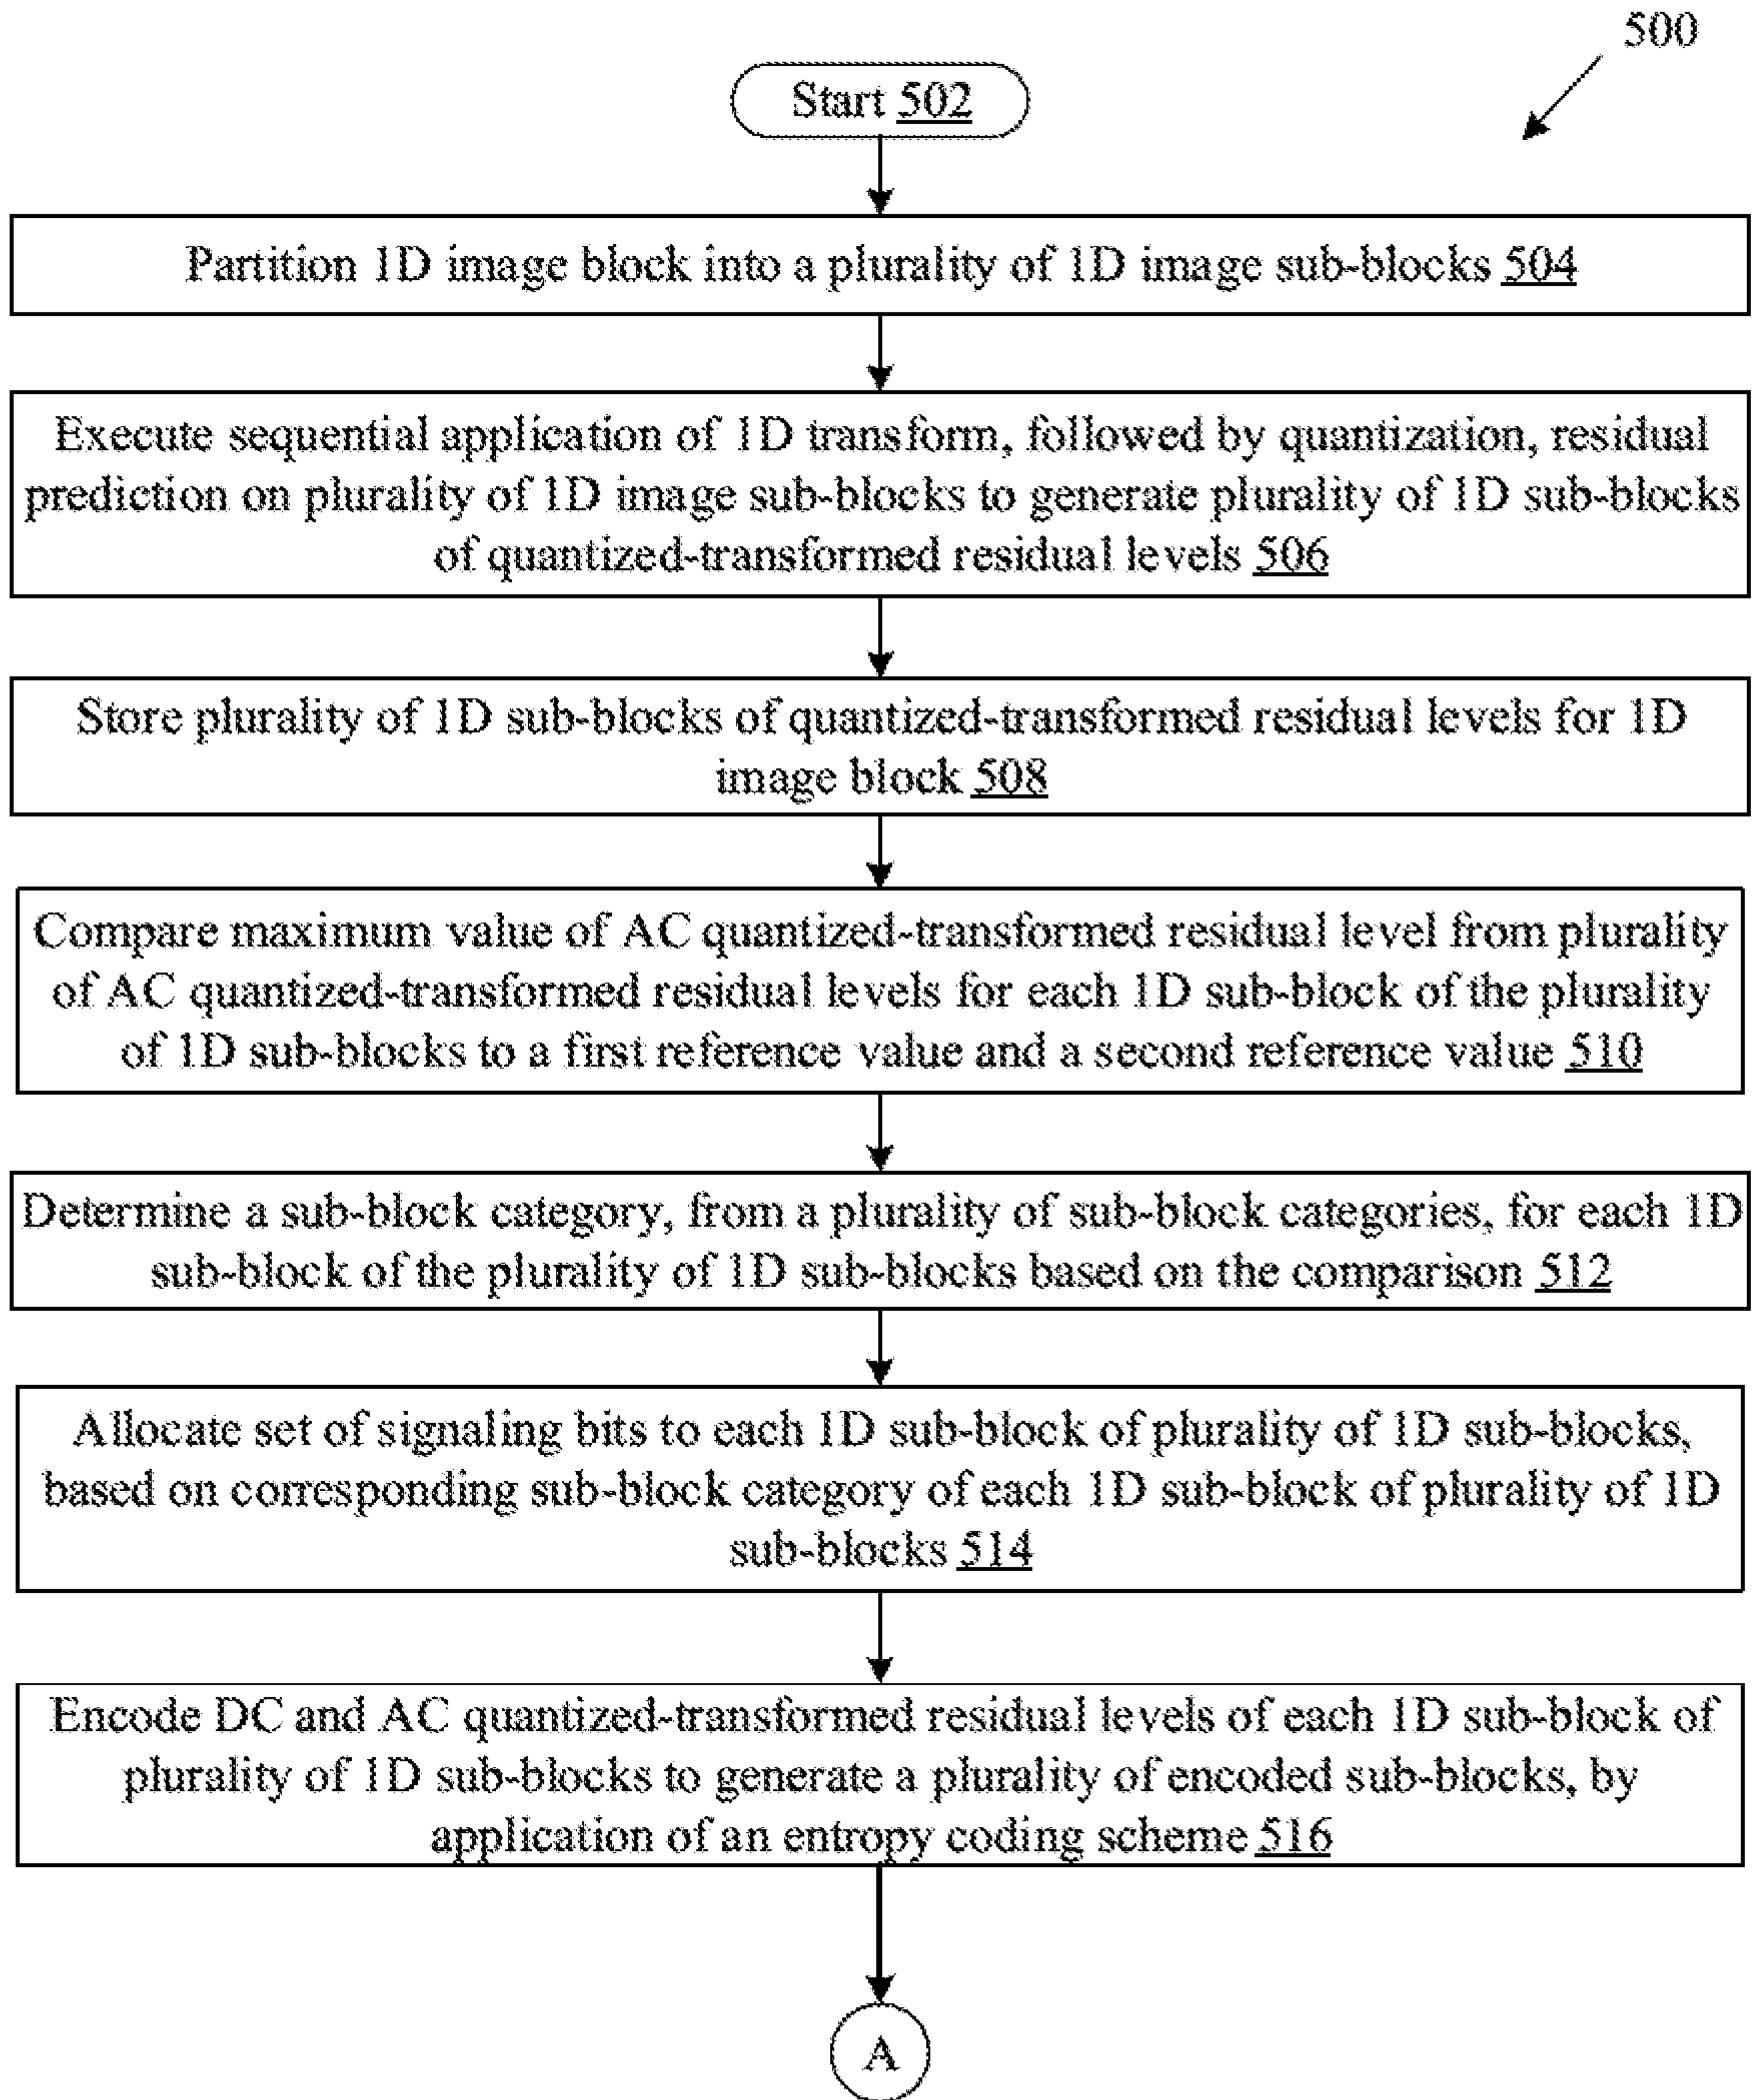 500
Start 502
Partition 1D image block into a plurality of 1D image sub-blocks 504
Execute sequential application of 1D transform, followed by quantization, residual
prediction on plurality of 1D image sub-blocks to generate plurality of 1D sub-blocks
of quantized-transformed residual levels 506
Store plurality of 1D sub-blocks of quantized-transformed residual levels for 1D
image block 508
Compare maximum value of AC quantized-transformed residual level from plurality
of AC quantized-transformed residual levels for each 1D sub-block of the plurality
of 1D sub-blocks to a first reference value and a second reference value 510
Determine a sub-block category, from a plurality of sub-block categories, for each 1D
sub-block of the plurality of 1D sub-blocks based on the comparison 512
Allocate set of signaling bits to each 1D sub-block of plurality of 1D sub-blocks,
based on corresponding sub-block category of each 1D sub-block of plurality of 1D
sub-blocks 514
Encode DC and AC quantized-transformed residual levels of each 1D sub-block of
plurality of 1D sub-blocks to generate a plurality of encoded sub-blocks, by
application of an entropy coding scheme 516
A